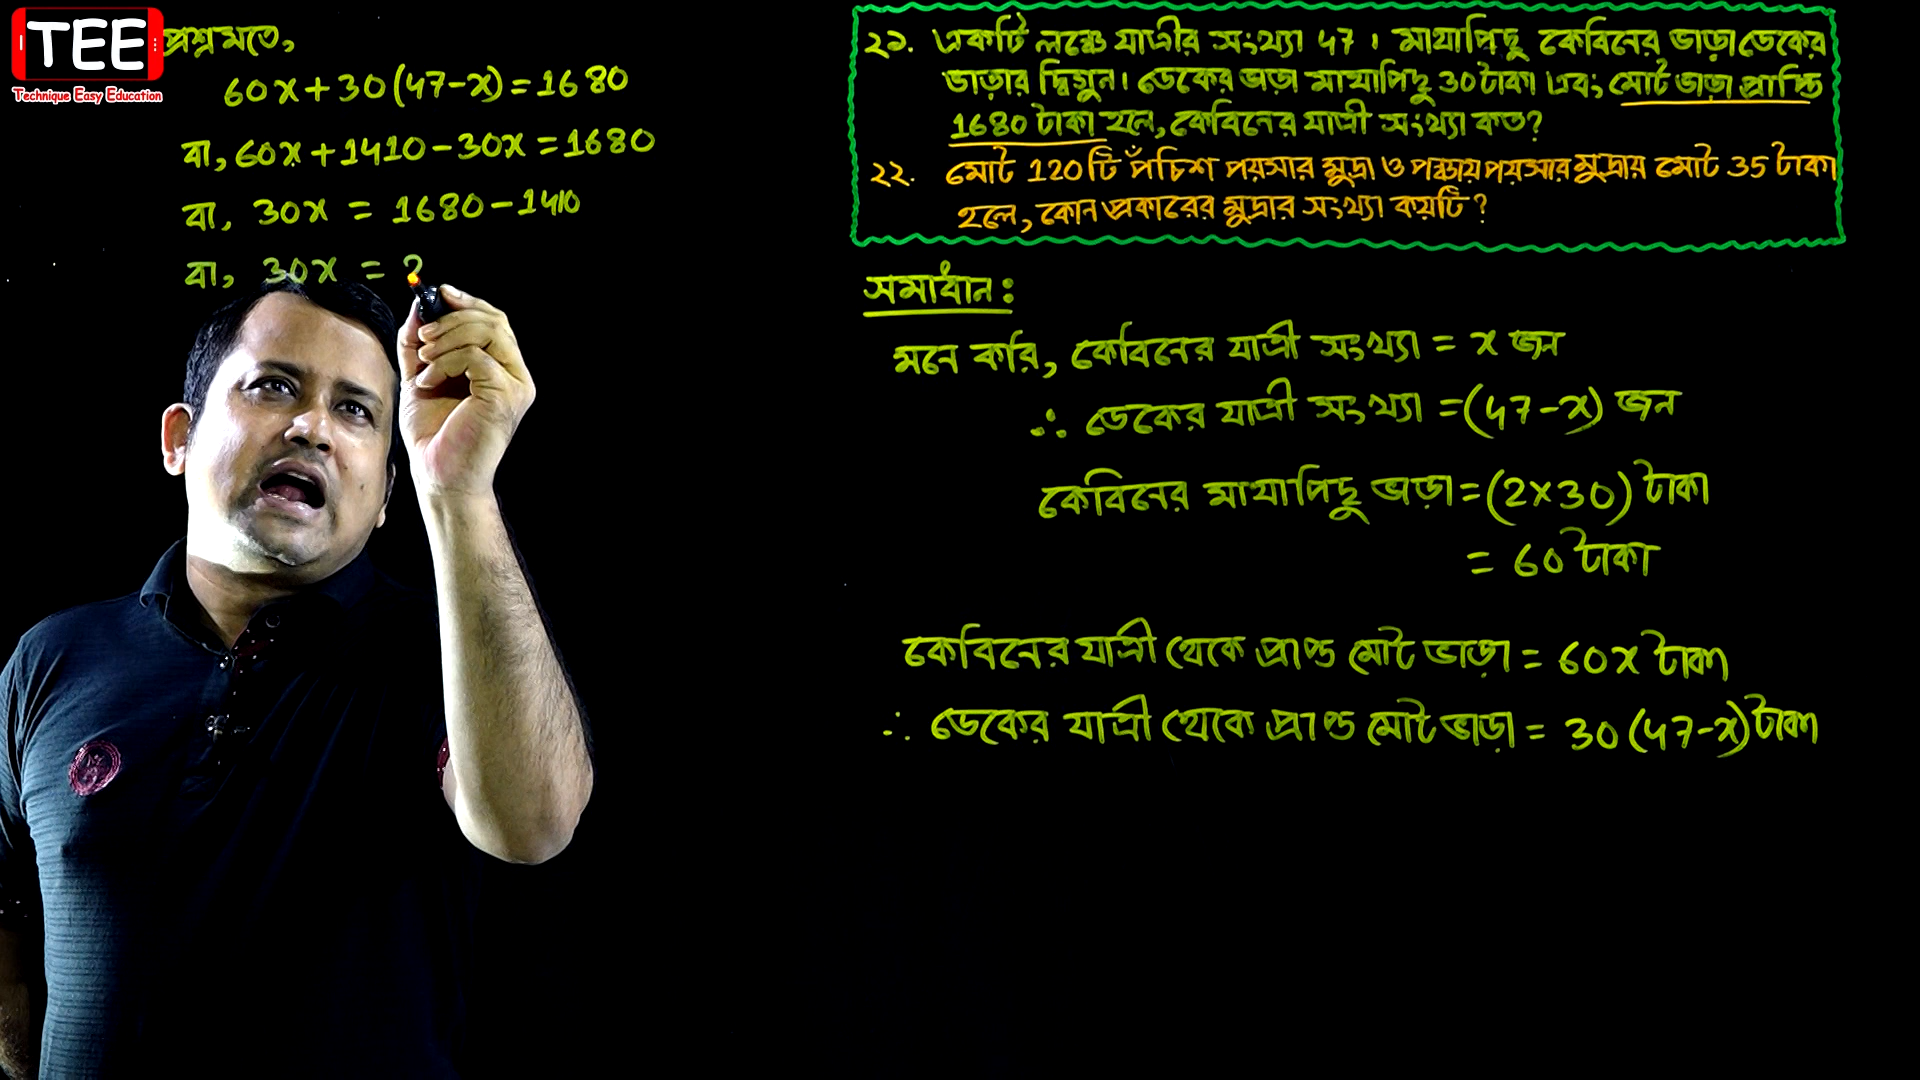 TEE
Technique Easy Education
প্রশ্নমতে,
60x+30(47-x)=1680
বা, 60x+1410-30x=1680
বা, 30x = 1680-1410
বা, 30x = 2
২১. একটি লঞ্চে যাত্রীর সংখ্যা 47। মাথাপিছু কেবিনের ভাড়া ডেকের
ভাড়ার দ্বিগুন। ডেকের ভাড়া মাথাপিছু 30 টাকা এবং মোট ভাড়া প্রাপ্তি
1680 টাকা হলে, কেবিনের যাত্রী সংখ্যা কত?
২২. মোট 120 টি পঁচিশ পয়সার মুদ্রা ও পঞ্চাশ পয়সার মুদ্রায় মোট 35 টাকা
হলে, কোন প্রকারের মুদ্রার সংখ্যা কয়টি?
সমাধান:
মনে করি, কেবিনের যাত্রী সংখ্যা = x জন
∴ ডেকের যাত্রী সংখ্যা =(47-x) জন
কেবিনের মাথাপিছু ভাড়া=(2×30) টাকা
= 60 টাকা
কেবিনের যাত্রী থেকে প্রাপ্ত মোট ভাড়া = 60x টাকা
∴ ডেকের যাত্রী থেকে প্রাপ্ত মোট ভাড়া = 30 (47-x) টাকা